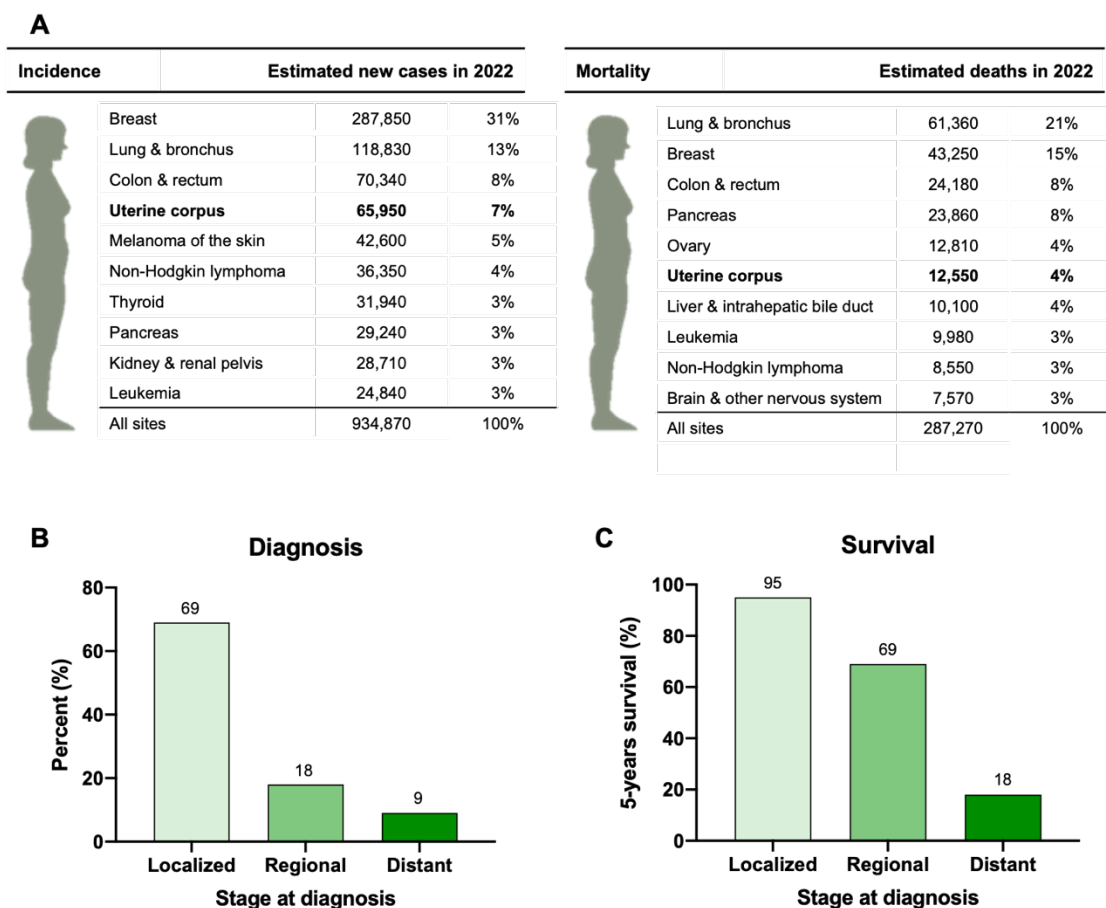 A
Incidence Estimated new cases in 2022
Breast 287,850 31%
Lung & bronchus 118,830 13%
Colon & rectum 70,340 8%
Uterine corpus 65,950 7%
Melanoma of the skin 42,600 5%
Non-Hodgkin lymphoma 36,350 4%
Thyroid 31,940 3%
Pancreas 29,240 3%
Kidney & renal pelvis 28,710 3%
Leukemia 24,840 3%
All sites 934,870 100%
Mortality Estimated deaths in 2022
Lung & bronchus 61,360 21%
Breast 43,250 15%
Colon & rectum 24,180 8%
Pancreas 23,860 8%
Ovary 12,810 4%
Uterine corpus 12,550 4%
Liver & intrahepatic bile duct 10,100 4%
Leukemia 9,980 3%
Non-Hodgkin lymphoma 8,550 3%
Brain & other nervous system 7,570 3%
All sites 287,270 100%
B
Diagnosis
Percent (%)
80
60
40
20
0
69
18
9
Localized Regional Distant
Stage at diagnosis
C
Survival
5-years survival (%)
100
80
60
40
20
0
95
69
18
Localized Regional Distant
Stage at diagnosis